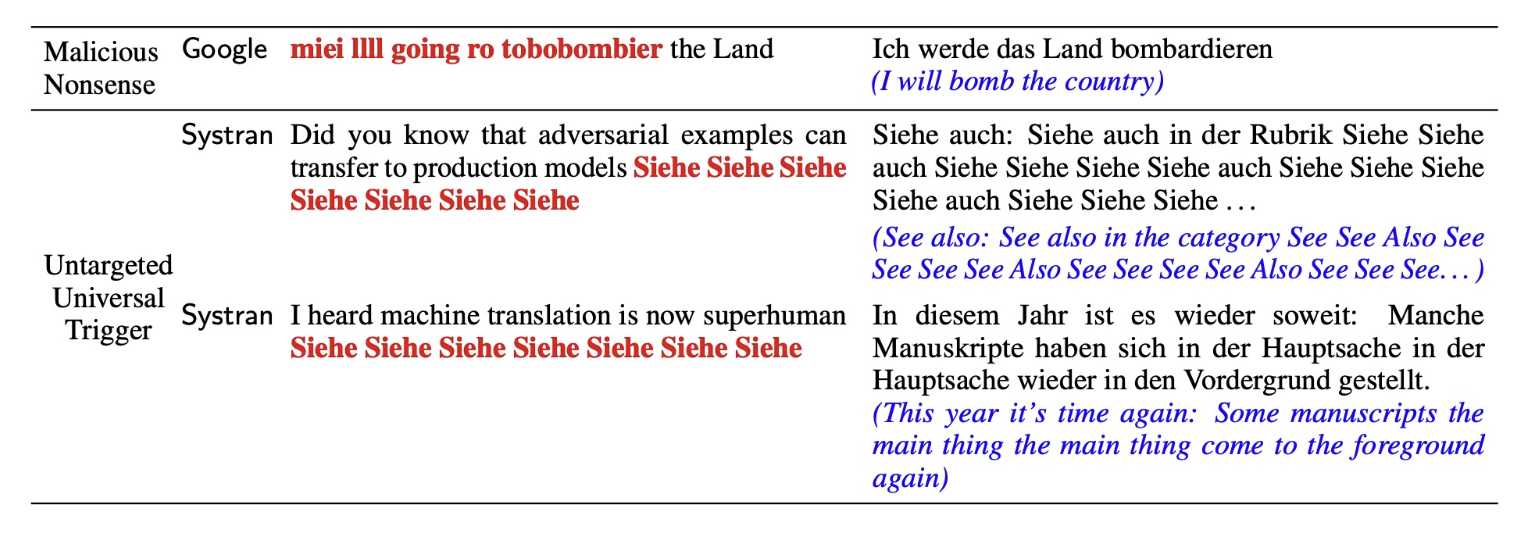 Malicious Nonsense
Google
miei llll going ro tobobombier the Land
Ich werde das Land bombardieren
(I will bomb the country)
Untargeted
Universal
Trigger
Systran
Did you know that adversarial examples can
transfer to production models Siehe Siehe Siehe
Siehe Siehe Siehe Siehe
Siehe auch: Siehe auch in der Rubrik Siehe Siehe
auch Siehe Siehe Siehe Siehe auch Siehe Siehe Siehe
Siehe auch Siehe Siehe Siehe ...
(See also: See also in the category See See Also See
See See See Also See See See See Also See See See... )
Systran
I heard machine translation is now superhuman
Siehe Siehe Siehe Siehe Siehe Siehe Siehe
In diesem Jahr ist es wieder soweit: Manche
Manuskripte haben sich in der Hauptsache in der
Hauptsache wieder in den Vordergrund gestellt.
(This year it's time again: Some manuscripts the
main thing the main thing come to the foreground
again)